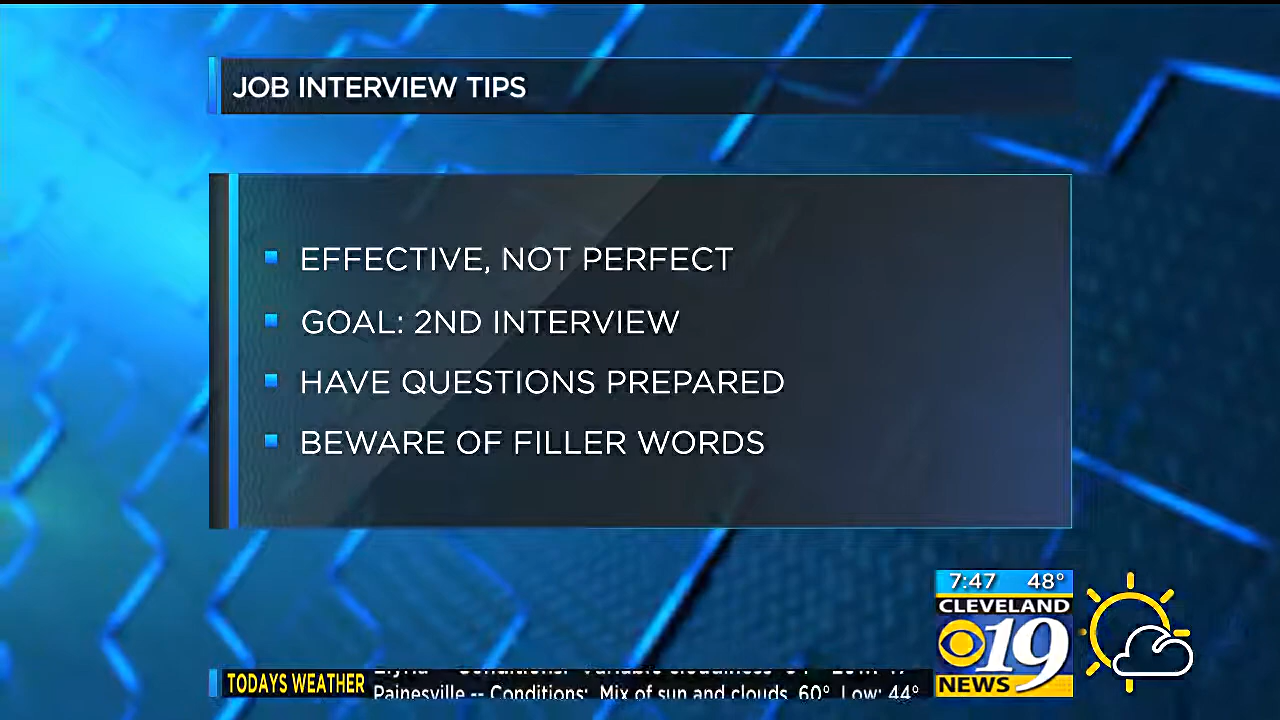 JOB INTERVIEW TIPS
EFFECTIVE, NOT PERFECT
GOAL: 2ND INTERVIEW
HAVE QUESTIONS PREPARED
BEWARE OF FILLER WORDS
7:47 48°
CLEVELAND
19
NEWS
TODAYS WEATHER
Painesville -- Conditions: Mix of sun and clouds 60° Low: 44°